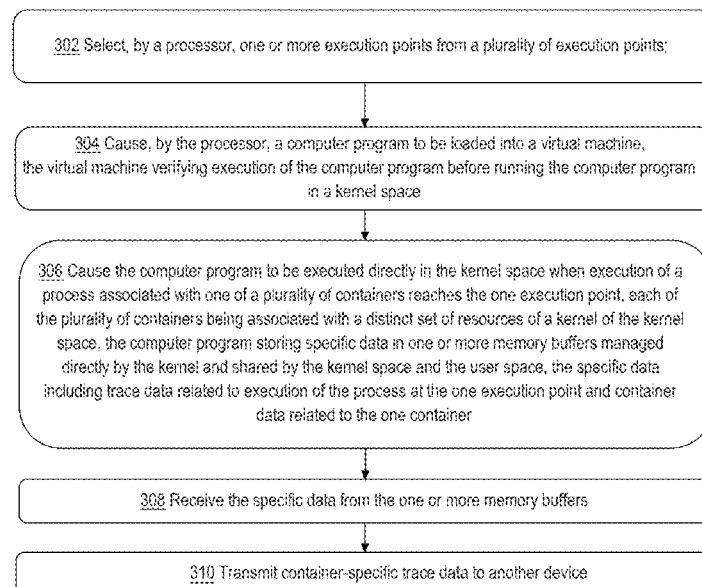 302 Select, by a processor, one or more execution points from a plurality of execution points;
304 Cause, by the processor, a computer program to be loaded into a virtual machine,
the virtual machine verifying execution of the computer program before running the computer program
in a kernel space
306 Cause the computer program to be executed directly in the kernel space when execution of a
process associated with one of a plurality of containers reaches the one execution point, each of
the plurality of containers being associated with a distinct set of resources of a kernel of the kernel
space, the computer program storing specific data in one or more memory buffers managed
directly by the kernel and shared by the kernel space and the user space, the specific data
including trace data related to execution of the process at the one execution point and container
data related to the one container
308 Receive the specific data from the one or more memory buffers
310 Transmit container-specific trace data to another device